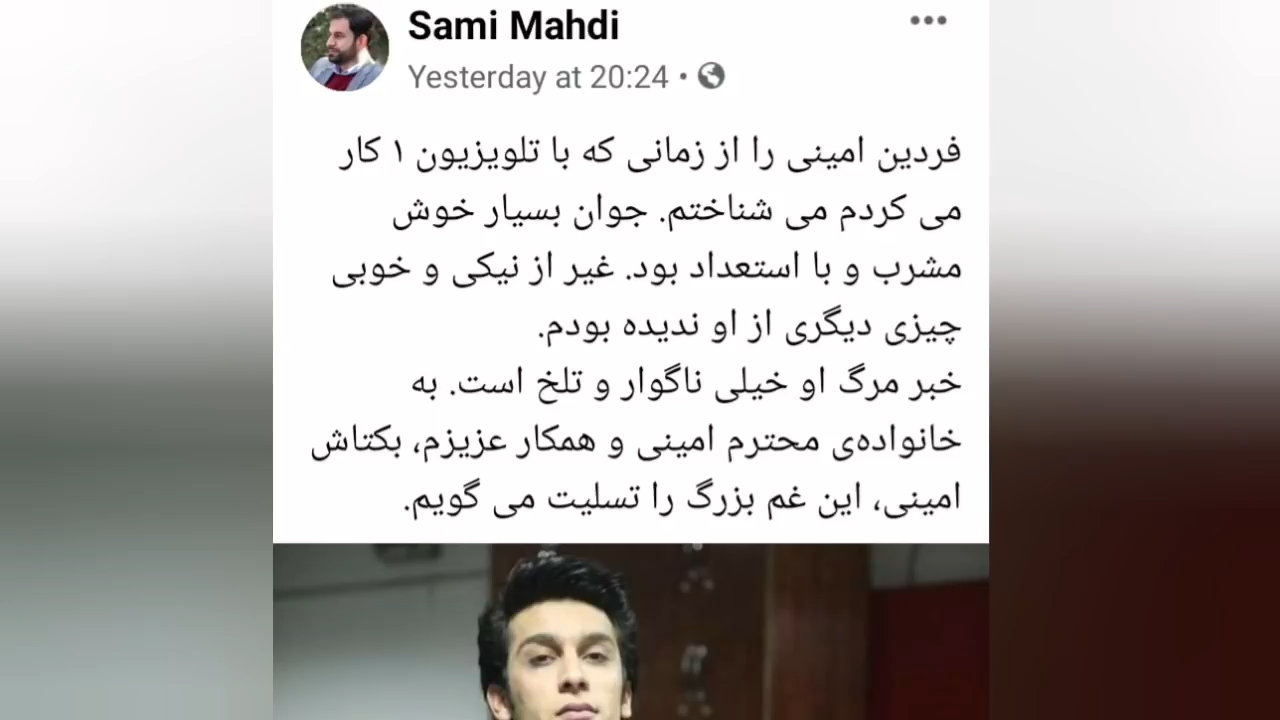 Sami Mahdi
Yesterday at 20:24 •
فردین امینی را از زمانی که با تلویزیون ۱ کار
می کردم می شناختم. جوان بسیار خوش
مشرب و با استعداد بود. غیر از نیکی و خوبی
چیزی دیگری از او ندیده بودم.
خبر مرگ او خیلی ناگوار و تلخ است. به
خانواده‌ی محترم امینی و همکار عزیزم، بکتاش
امینی، این غم بزرگ را تسلیت می گویم.